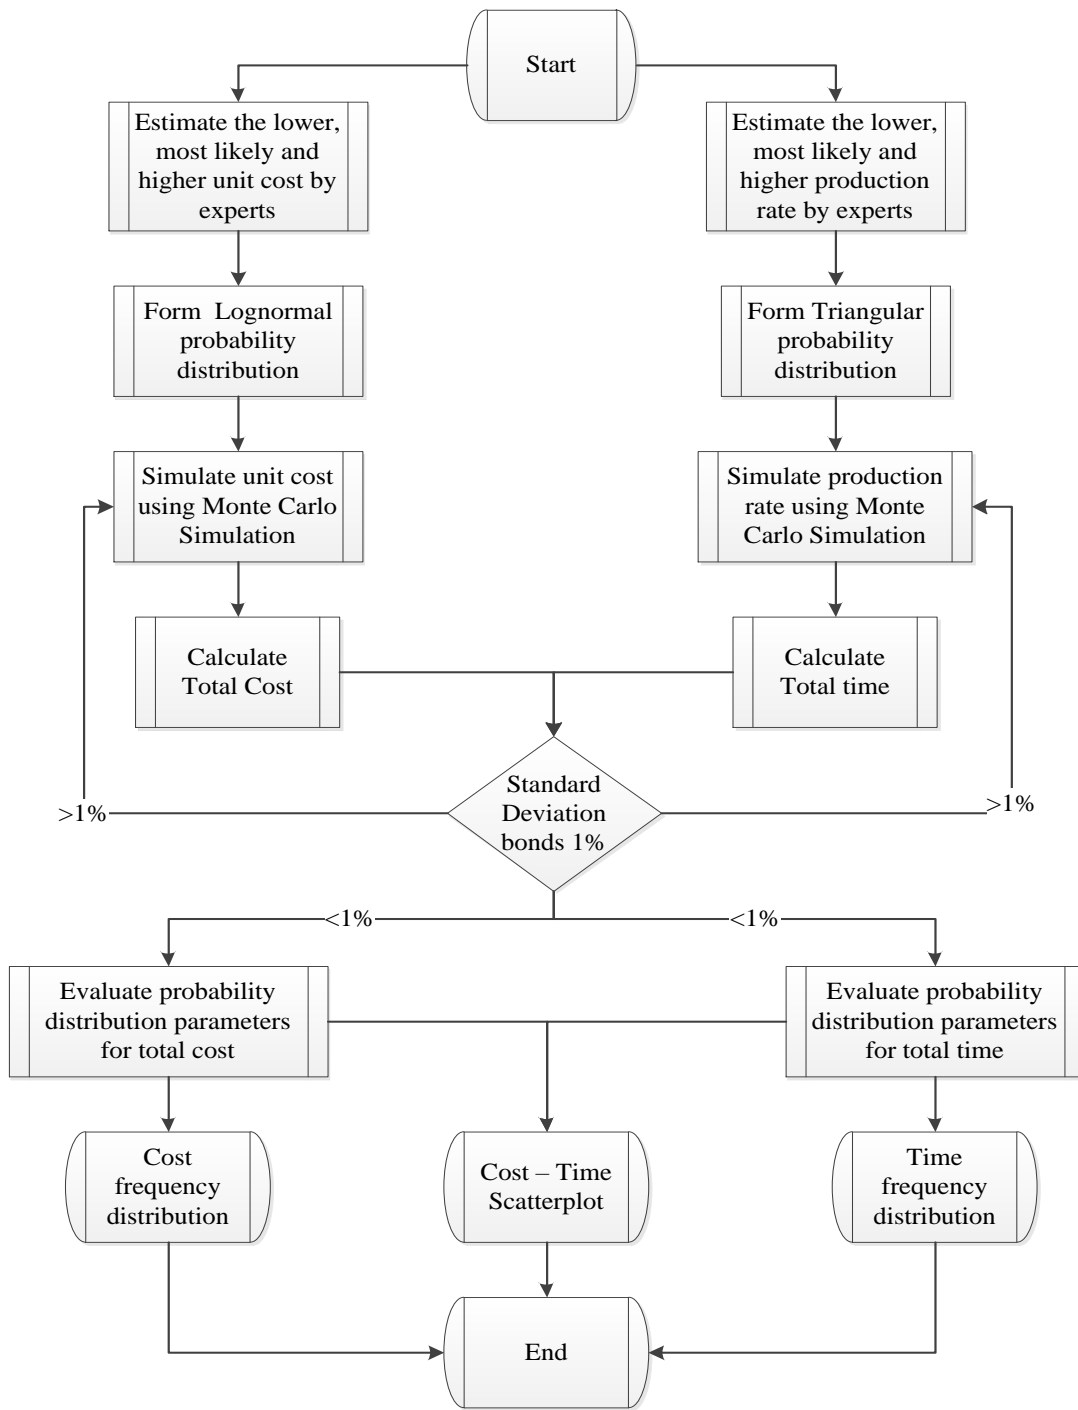 Start
Estimate the lower,
most likely and
higher unit cost by
experts
Estimate the lower,
most likely and
higher production
rate by experts
Form Lognormal
probability
distribution
Form Triangular
probability
distribution
Simulate unit cost
using Monte Carlo
Simulation
Simulate production
rate using Monte
Carlo Simulation
Calculate
Total Cost
Calculate
Total time
Standard
Deviation
bonds 1%
>1%
>1%
<1%
<1%
Evaluate probability
distribution parameters
for total cost
Evaluate probability
distribution parameters
for total time
Cost
frequency
distribution
Cost – Time
Scatterplot
Time
frequency
distribution
End